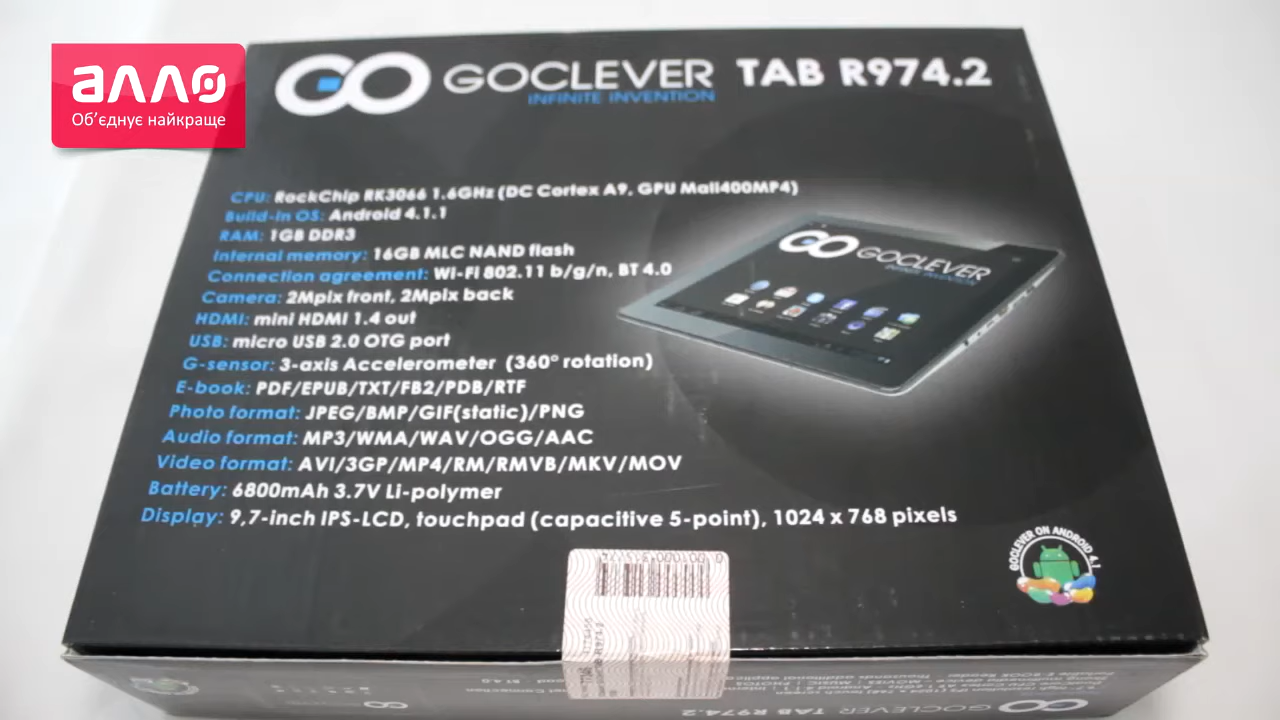 алло
Об'єднує найкраще
GOCLEVER TAB R974.2
INFINITE INVENTION
CPU: RockChip RK3066 1.6GHz (DC Cortex A9, GPU Mali400MP4)
Build-in OS: Android 4.1.1
RAM: 1GB DDR3
Internal memory: 16GB MLC NAND flash
Connection agreement: Wi-Fi 802.11 b/g/n, BT 4.0
Camera: 2Mpix front, 2Mpix back
HDMI: mini HDMI 1.4 out
USB: micro USB 2.0 OTG port
G-sensor: 3-axis Accelerometer (360° rotation)
E-book: PDF/EPUB/TXT/FB2/PDB/RTF
Photo format: JPEG/BMP/GIF(static)/PNG
Audio format: MP3/WMA/WAV/OGG/AAC
Video format: AVI/3GP/MP4/RM/RMVB/MKV/MOV
Battery: 6800mAh 3.7V Li-polymer
Display: 9,7-inch IPS-LCD, touchpad (capacitive 5-point), 1024 x 768 pixels
GOCLEVER
INFINITE INVENTION
GOCLEVER ON ANDROID 4.1
GOCLEVER TAB R974.2